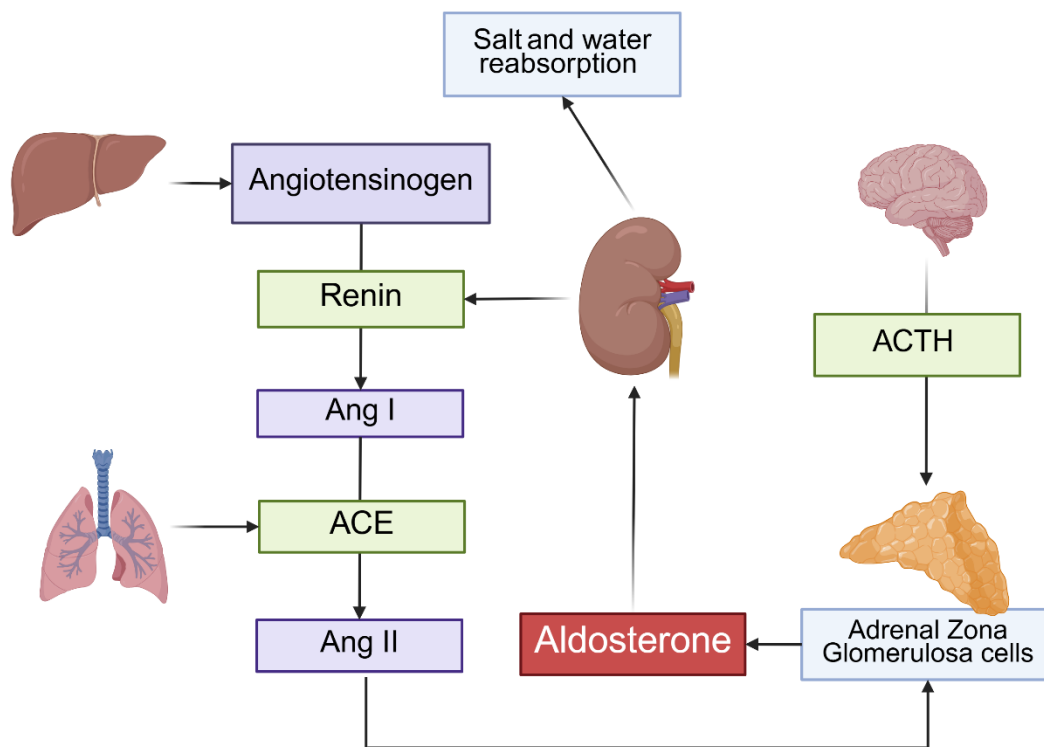 Salt and water
reabsorption
Angiotensinogen
Renin
ACTH
Ang I
ACE
Ang II
Aldosterone
Adrenal Zona
Glomerulosa cells